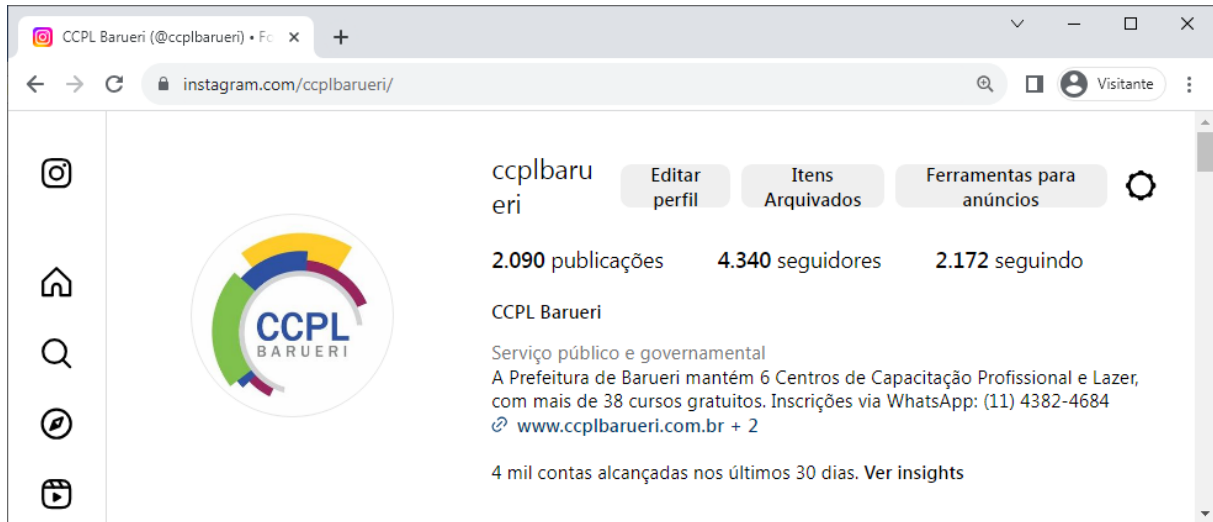 CCPL Barueri (@ccplbarueri) • Fo
instagram.com/ccplbarueri/
Visitante
ccplbaru
eri
Editar
perfil
Itens
Arquivados
Ferramentas para
anúncios
2.090 publicações 4.340 seguidores 2.172 seguindo
CCPL
BARUERI
CCPL Barueri
Serviço público e governamental
A Prefeitura de Barueri mantém 6 Centros de Capacitação Profissional e Lazer,
com mais de 38 cursos gratuitos. Inscrições via WhatsApp: (11) 4382-4684
www.ccplbarueri.com.br + 2
4 mil contas alcançadas nos últimos 30 dias. Ver insights